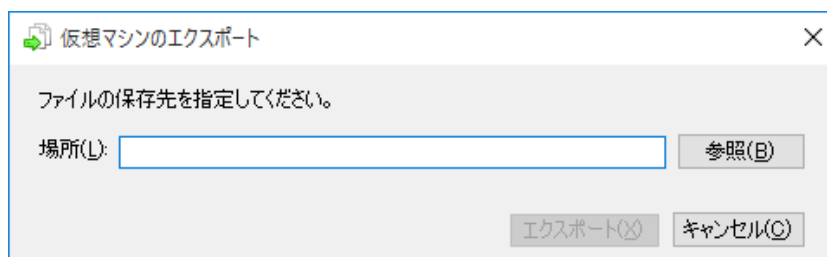 仮想マシンのエクスポート
ファイルの保存先を指定してください。
場所(L): 参照(B)
エクスポート(X) キャンセル(C)